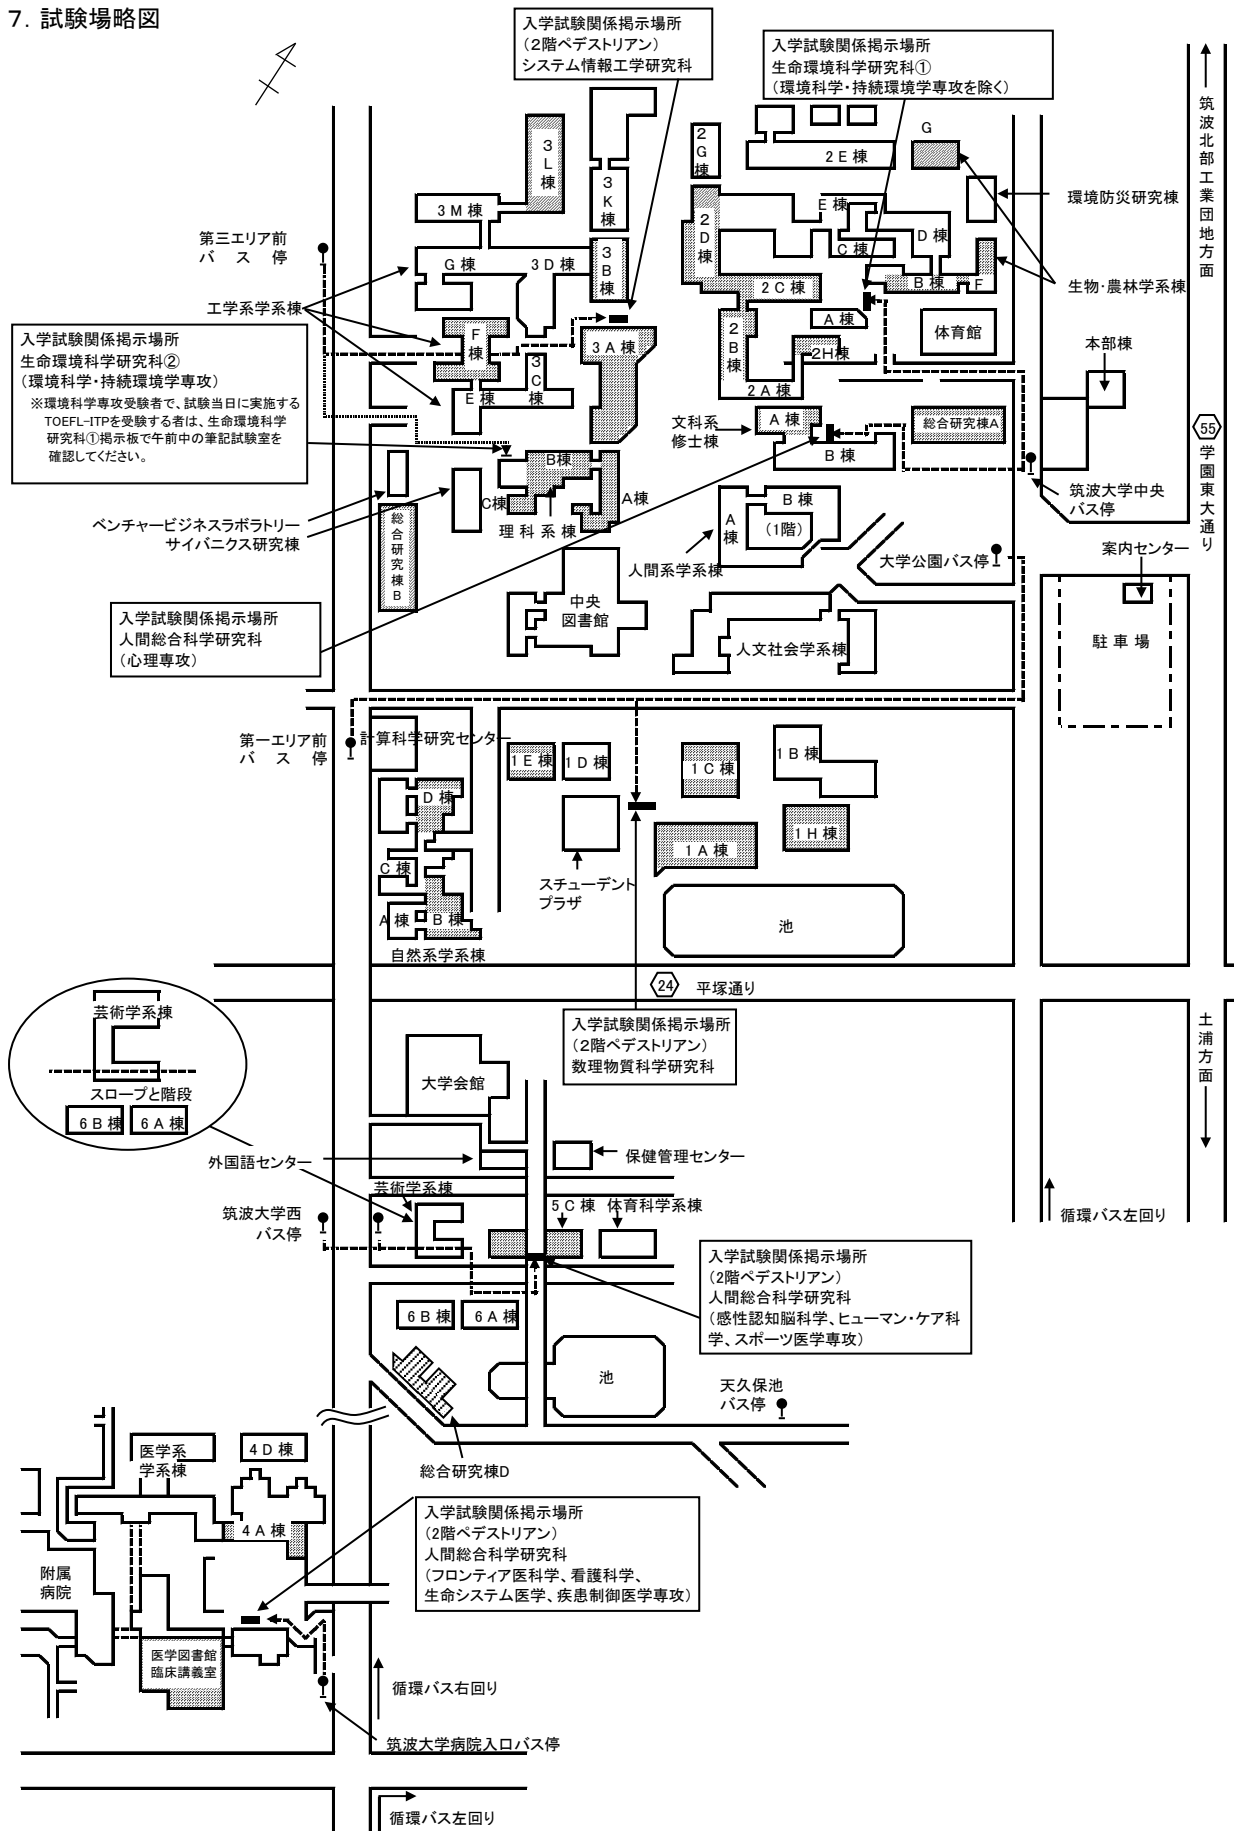 7. 試験場略図
入学試験関係掲示場所
(2階ペデストリアン)
システム情報工学研究科
入学試験関係掲示場所
生命環境科学研究科①
(環境科学・持続環境学専攻を除く)
筑波北部工業団地方面
3L棟
3K棟
2G棟
2E棟
G
3M棟
環境防災研究棟
第三エリア前
バス停
G棟
3D棟
3B棟
2D棟
E棟
D棟
C棟
B棟
F
生物・農林学系棟
工学系学系棟
2C棟
A棟
体育館
本部棟
入学試験関係掲示場所
生命環境科学研究科②
(環境科学・持続環境学専攻)
※環境科学専攻受験者で、試験当日に実施する
TOEFL-ITPを受験する者は、生命環境科学
研究科①掲示板で午前中の筆記試験室を
確認してください。
F棟
3A棟
2B棟
2H棟
3C棟
E棟
2A棟
文科系
修士棟
A棟
B棟
総合研究棟A
55
学園東大通り
B棟
C棟
A棟
理科系棟
筑波大学中央
バス停
ベンチャービジネスラボラトリー
サイバニクス研究棟
総合研究棟B
A棟
B棟
(1階)
人間系学系棟
大学公園バス停
案内センター
入学試験関係掲示場所
人間総合科学研究科
(心理専攻)
中央
図書館
人文社会学系棟
駐車場
第一エリア前
バス停
計算科学研究センター
1E棟
1D棟
1C棟
1B棟
D棟
1H棟
1A棟
C棟
スチューデント
プラザ
A棟
B棟
池
自然系学系棟
24
平塚通り
芸術学系棟
スロープと階段
6B棟
6A棟
入学試験関係掲示場所
(2階ペデストリアン)
数理物質科学研究科
土浦方面
大学会館
外国語センター
保健管理センター
芸術学系棟
5C棟
体育科学系棟
筑波大学西
バス停
循環バス左回り
入学試験関係掲示場所
(2階ペデストリアン)
人間総合科学研究科
(感性認知脳科学、ヒューマン・ケア科
学、スポーツ医学専攻)
6B棟
6A棟
池
天久保池
バス停
総合研究棟D
医学系
学系棟
4D棟
4A棟
入学試験関係掲示場所
(2階ペデストリアン)
人間総合科学研究科
(フロンティア医科学、看護科学、
生命システム医学、疾患制御医学専攻)
附属
病院
医学図書館
臨床講義室
循環バス右回り
筑波大学病院入口バス停
循環バス左回り